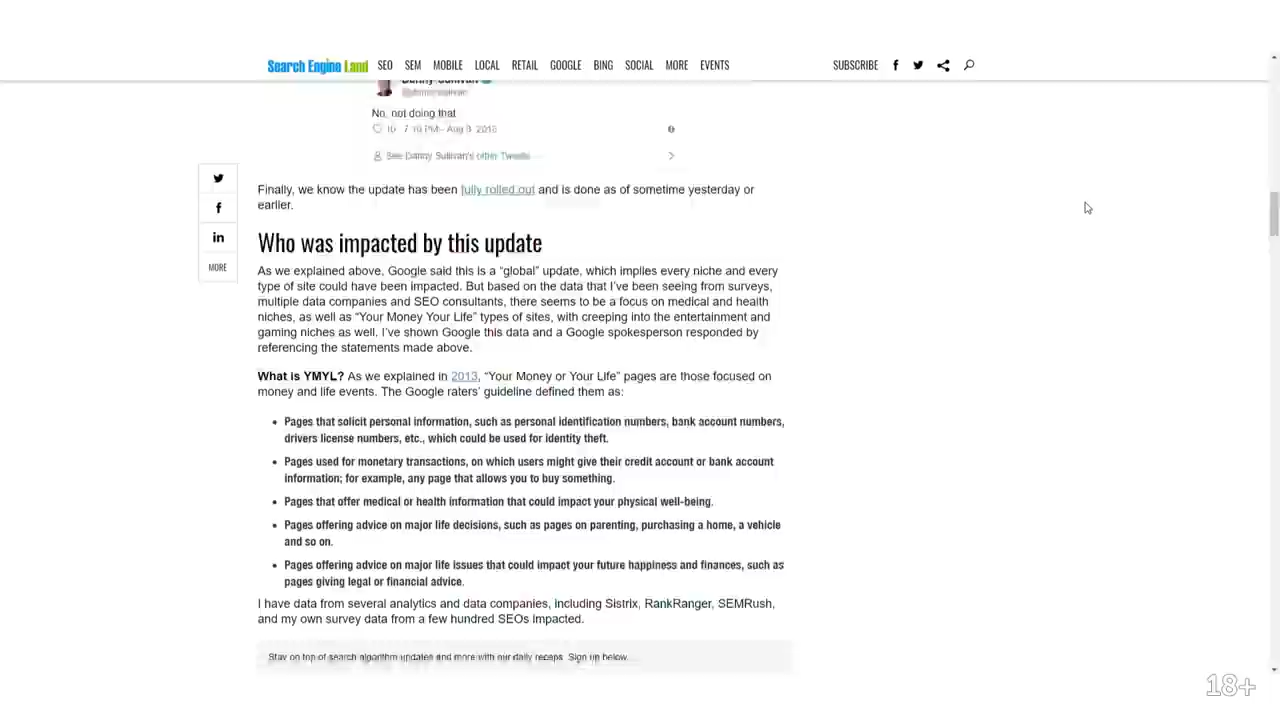 Search Engine Land SEO SEM MOBILE LOCAL RETAIL GOOGLE BING SOCIAL MORE EVENTS SUBSCRIBE
Danny Sullivan
No, not doing that
16 7:10 PM - Aug 8, 2018
See Danny Sullivan's other Tweets
Finally, we know the update has been fully rolled out and is done as of sometime yesterday or
earlier.
MORE
Who was impacted by this update
As we explained above, Google said this is a “global” update, which implies every niche and every
type of site could have been impacted. But based on the data that I’ve been seeing from surveys,
multiple data companies and SEO consultants, there seems to be a focus on medical and health
niches, as well as “Your Money Your Life” types of sites, with creeping into the entertainment and
gaming niches as well. I’ve shown Google this data and a Google spokesperson responded by
referencing the statements made above.
What is YMYL? As we explained in 2013, “Your Money or Your Life” pages are those focused on
money and life events. The Google raters’ guideline defined them as:
• Pages that solicit personal information, such as personal identification numbers, bank account numbers,
drivers license numbers, etc., which could be used for identity theft.
• Pages used for monetary transactions, on which users might give their credit account or bank account
information; for example, any page that allows you to buy something.
• Pages that offer medical or health information that could impact your physical well-being.
• Pages offering advice on major life decisions, such as pages on parenting, purchasing a home, a vehicle
and so on.
• Pages offering advice on major life issues that could impact your future happiness and finances, such as
pages giving legal or financial advice.
I have data from several analytics and data companies, including Sistrix, RankRanger, SEMRush,
and my own survey data from a few hundred SEOs impacted.
Stay on top of search algorithm updates and more with our daily recaps. Sign up below.
18+